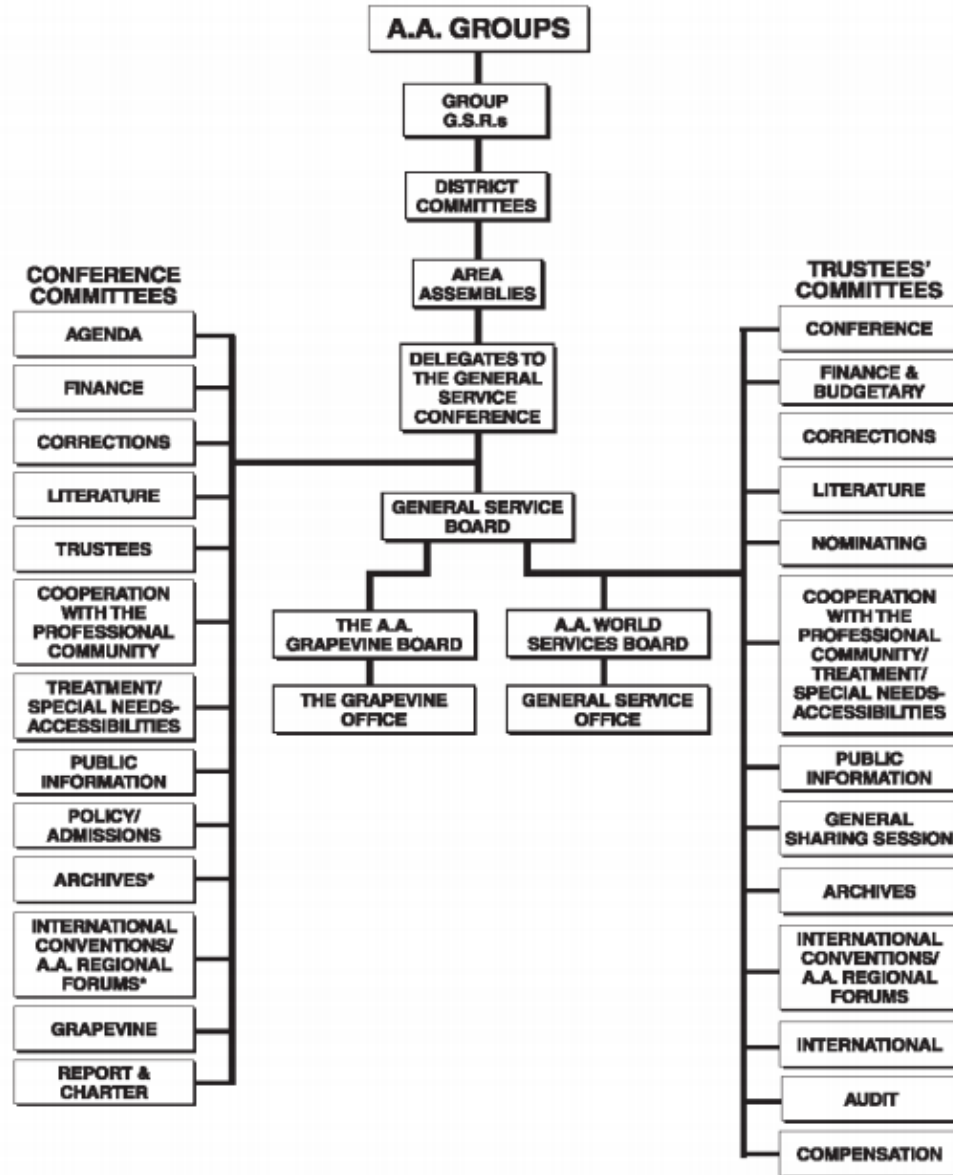 A.A. GROUPS
GROUP
G.S.R.s
DISTRICT
COMMITTEES
AREA
ASSEMBLIES
DELEGATES TO
THE GENERAL
SERVICE
CONFERENCE
GENERAL SERVICE
BOARD
THE A.A.
GRAPEVINE BOARD
THE GRAPEVINE
OFFICE
A.A. WORLD
SERVICES BOARD
GENERAL SERVICE
OFFICE
CONFERENCE
COMMITTEES
AGENDA
FINANCE
CORRECTIONS
LITERATURE
TRUSTEES
COOPERATION
WITH THE
PROFESSIONAL
COMMUNITY
TREATMENT/
SPECIAL NEEDS-
ACCESSIBILITIES
PUBLIC
INFORMATION
POLICY/
ADMISSIONS
ARCHIVES*
INTERNATIONAL
CONVENTIONS/
A.A. REGIONAL
FORUMS*
GRAPEVINE
REPORT &
CHARTER
TRUSTEES'
COMMITTEES
CONFERENCE
FINANCE &
BUDGETARY
CORRECTIONS
LITERATURE
NOMINATING
COOPERATION
WITH THE
PROFESSIONAL
COMMUNITY/
TREATMENT/
SPECIAL NEEDS-
ACCESSIBILITIES
PUBLIC
INFORMATION
GENERAL
SHARING SESSION
ARCHIVES
INTERNATIONAL
CONVENTIONS/
A.A. REGIONAL
FORUMS
INTERNATIONAL
AUDIT
COMPENSATION